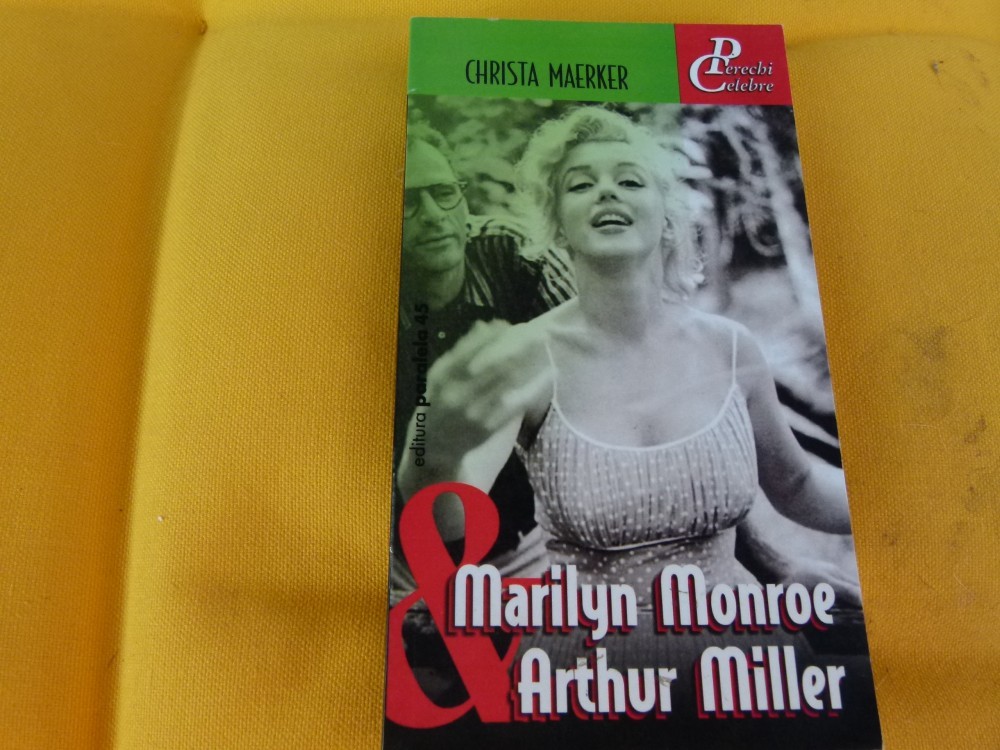 CHRISTA MAERKER
Perechi
Celebre
editura paralela 45
&
Marilyn Monroe
Arthur Miller